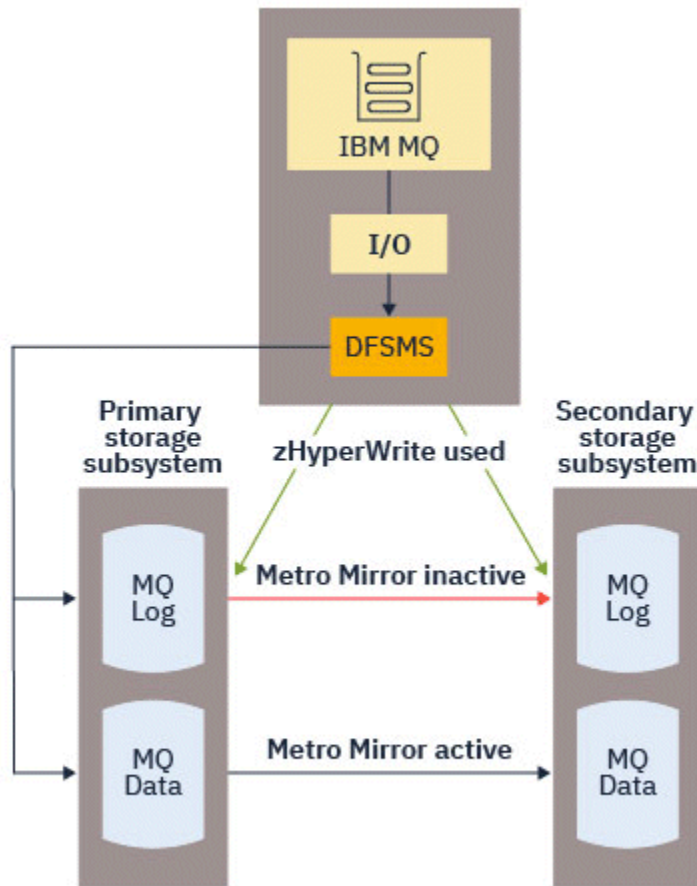 IBM MQ
I/O
DFSMS
Primary
storage
subsystem
zHyperWrite used
Secondary
storage
subsystem
MQ
Log
Metro Mirror inactive
MQ
Log
MQ
Data
Metro Mirror active
MQ
Data